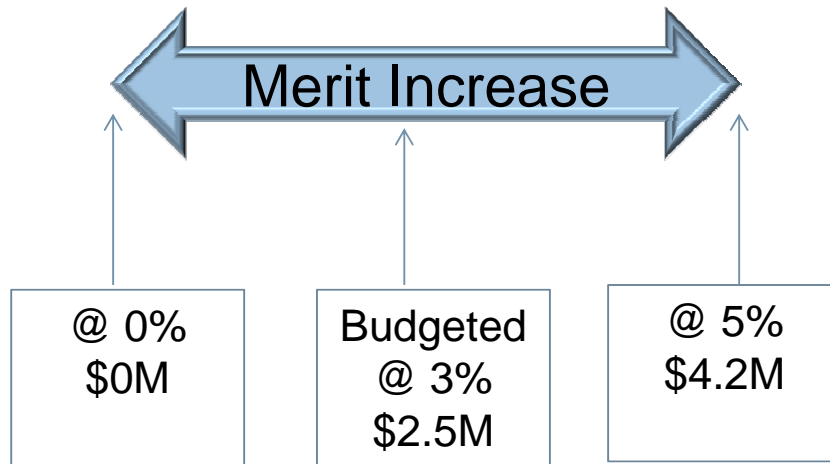 Merit Increase
@ 0%
$0M
Budgeted
@ 3%
$2.5M
@ 5%
$4.2M